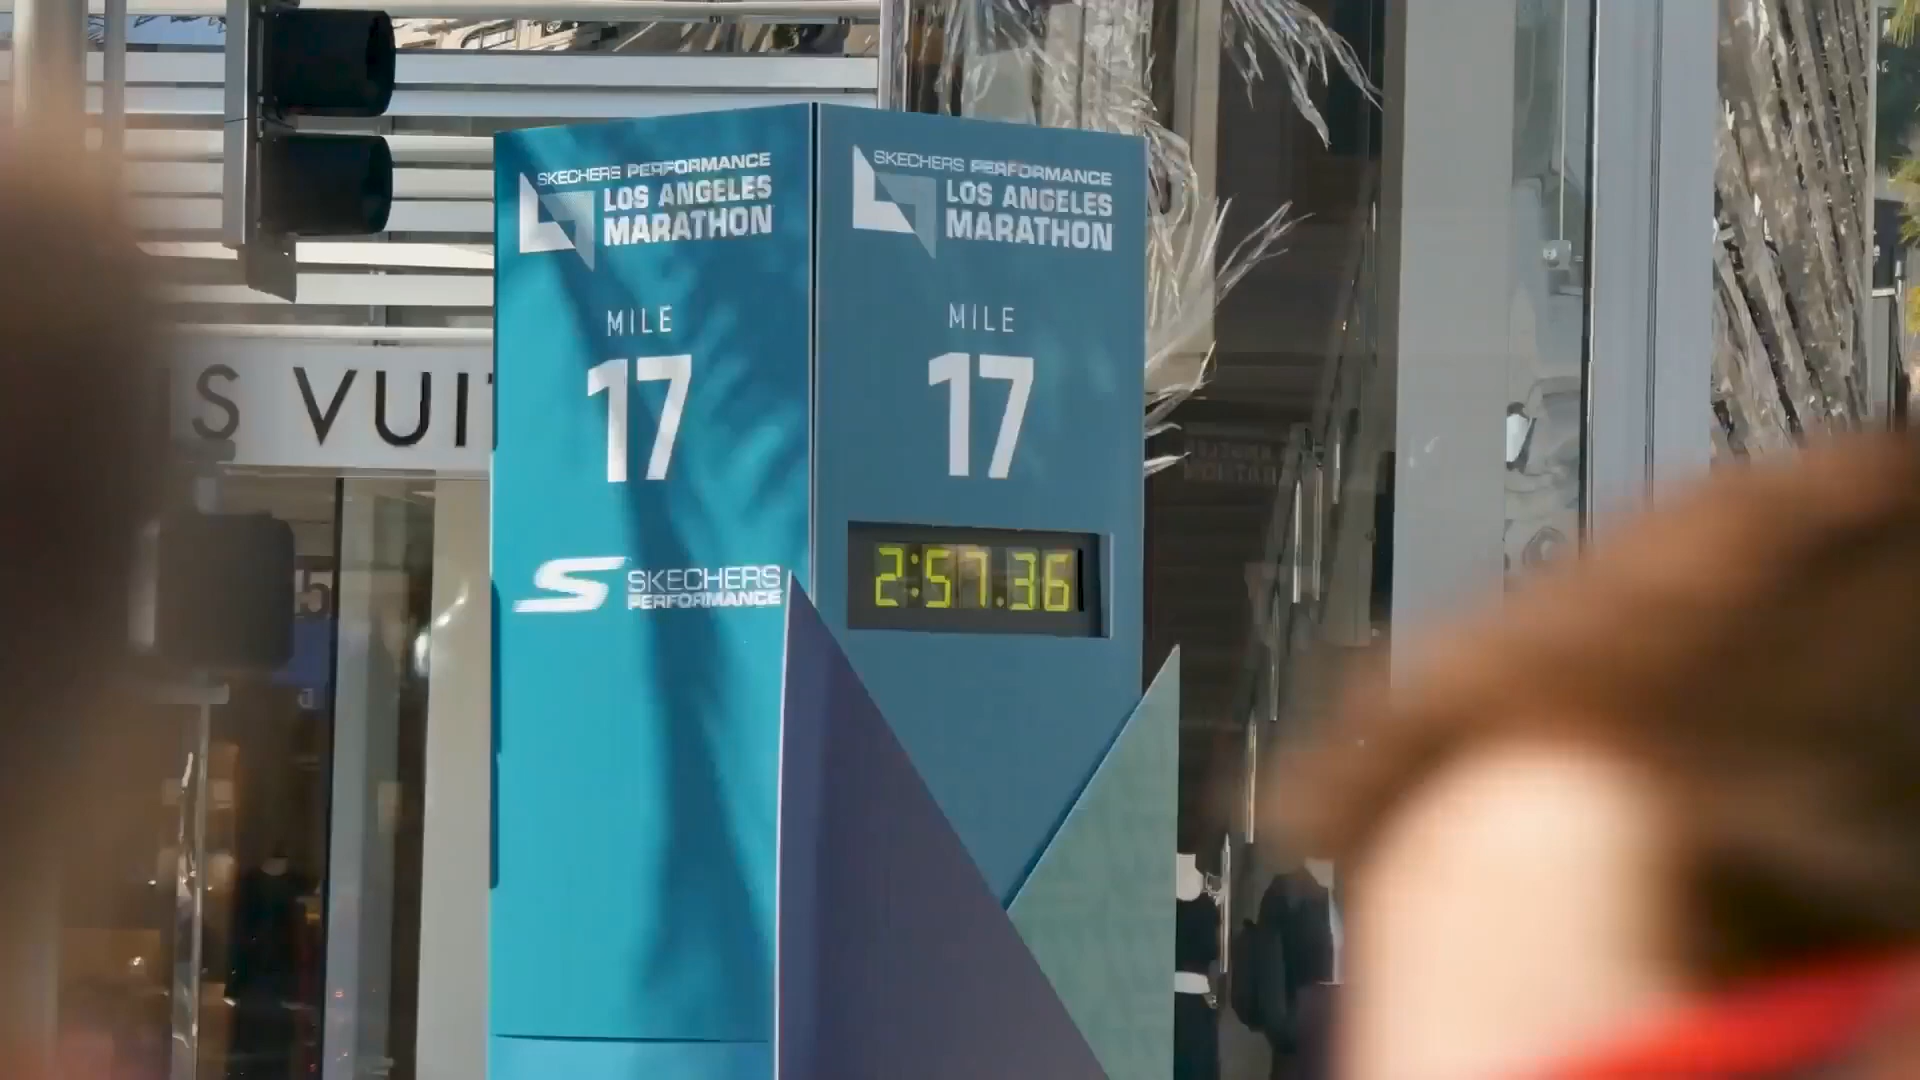 SKECHERS PERFORMANCE
LOS ANGELES
MARATHON
MILE
17
SKECHERS
PERFORMANCE
SKECHERS PERFORMANCE
LOS ANGELES
MARATHON
MILE
17
2:57.36
S VUI